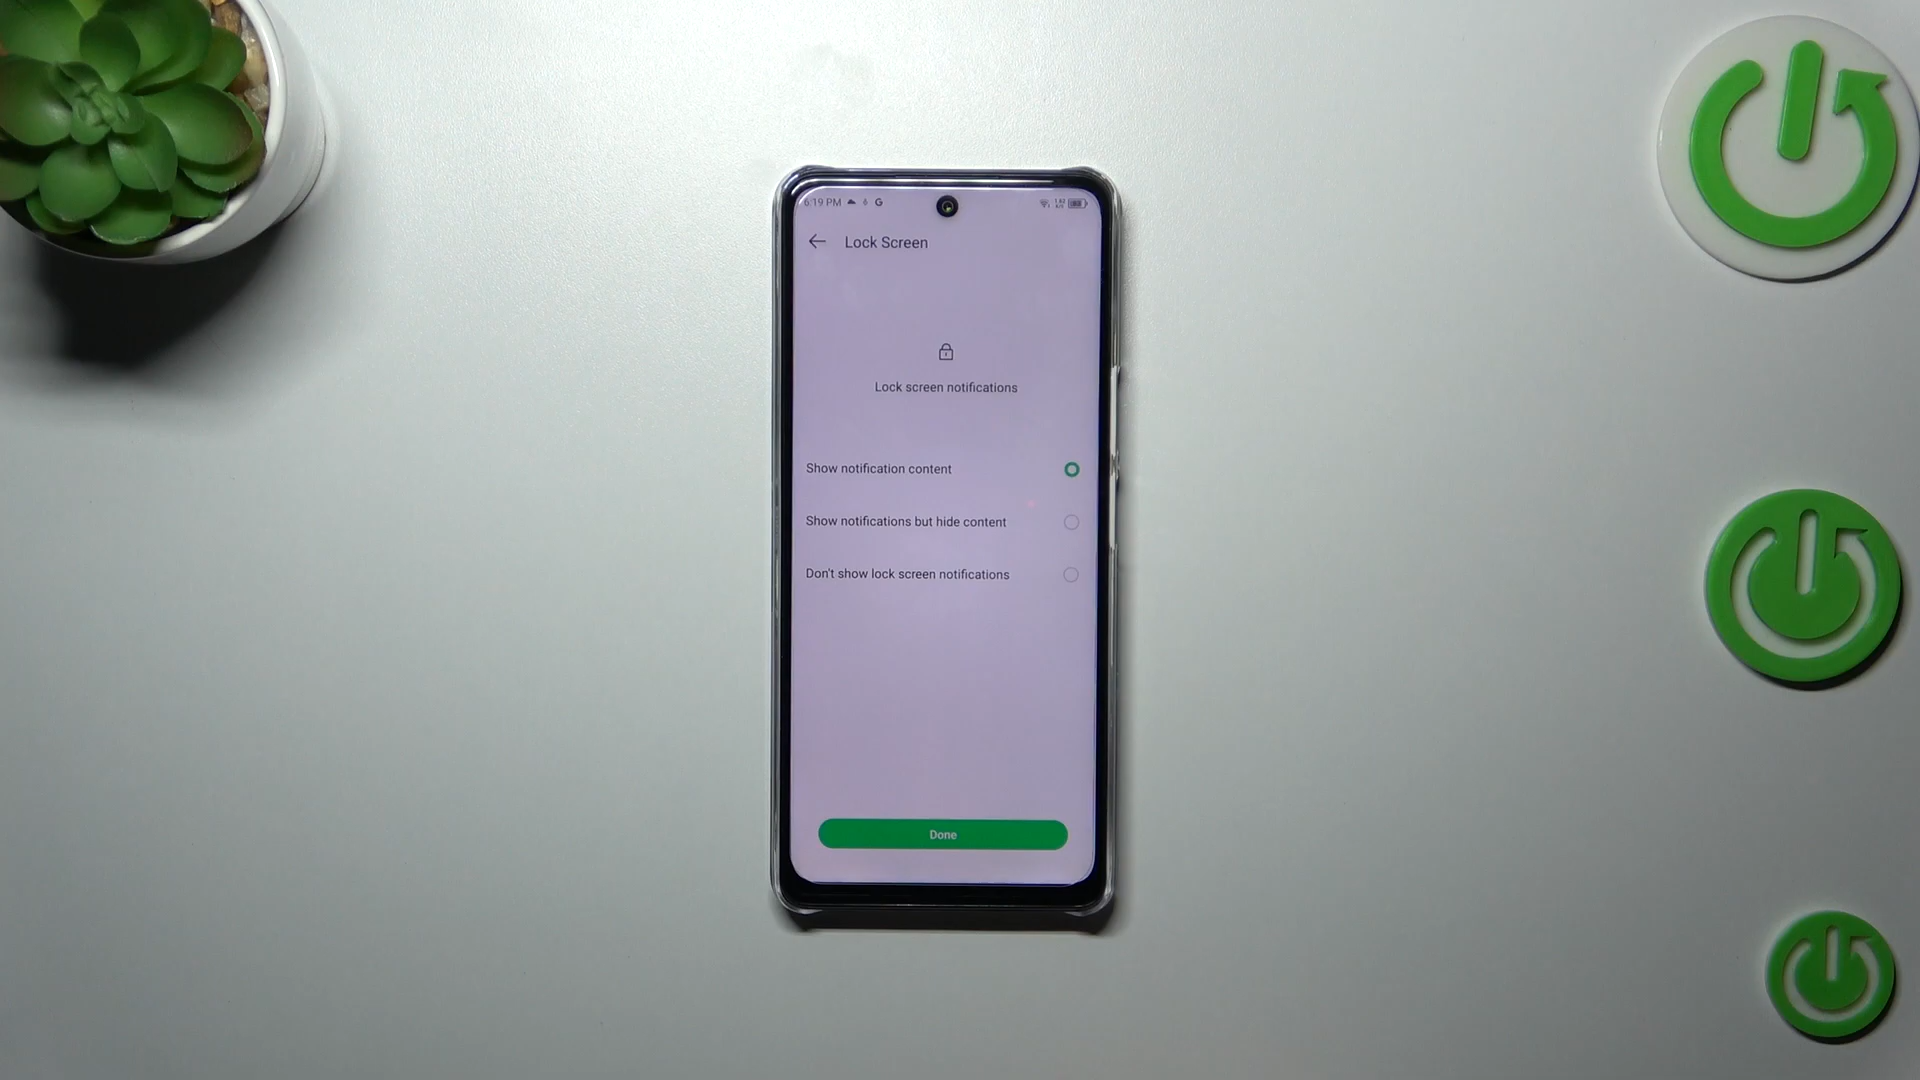 6:19 PM
Lock Screen
Lock screen notifications
Show notification content
Show notifications but hide content
Don't show lock screen notifications
Done